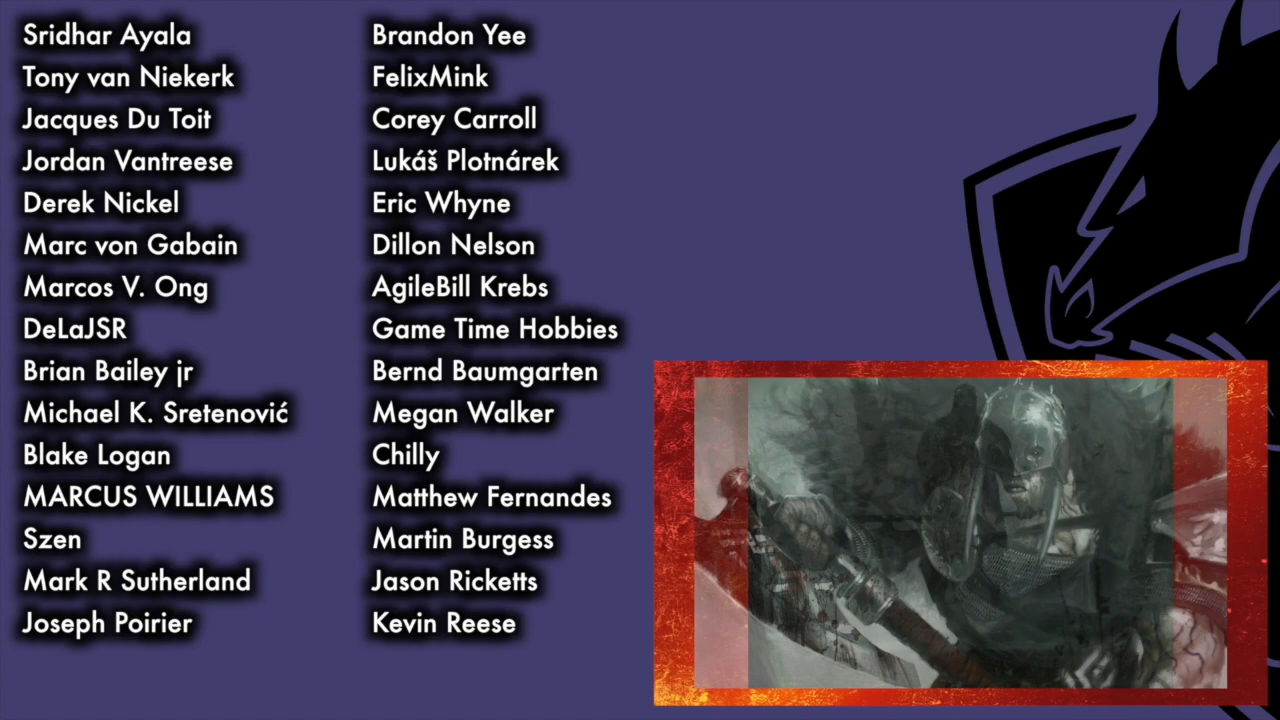 Sridhar Ayala
Tony van Niekerk
Jacques Du Toit
Jordan Vantreese
Derek Nickel
Marc von Gabain
Marcos V. Ong
DeLaJSR
Brian Bailey jr
Michael K. Sretenović
Blake Logan
MARCUS WILLIAMS
Szen
Mark R Sutherland
Joseph Poirier
Brandon Yee
FelixMink
Corey Carroll
Lukáš Plotnárek
Eric Whyne
Dillon Nelson
AgileBill Krebs
Game Time Hobbies
Bernd Baumgarten
Megan Walker
Chilly
Matthew Fernandes
Martin Burgess
Jason Ricketts
Kevin Reese